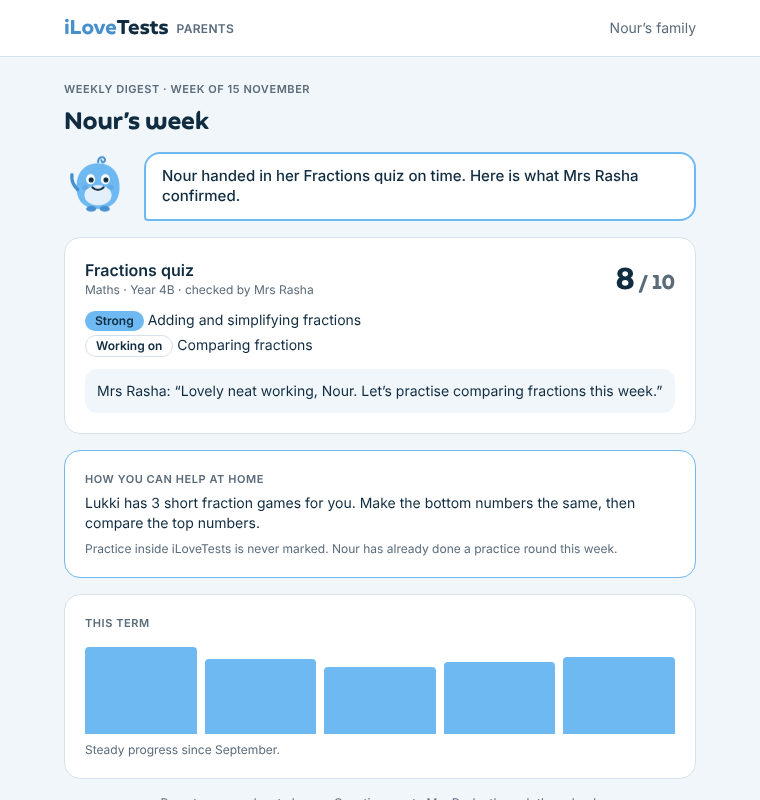 iLoveTests PARENTS
Nour’s family
WEEKLY DIGEST · WEEK OF 15 NOVEMBER
Nour’s week
Nour handed in her Fractions quiz on time. Here is what Mrs Rasha
confirmed.
Fractions quiz
8 / 10
Maths · Year 4B · checked by Mrs Rasha
Strong Adding and simplifying fractions
Working on Comparing fractions
Mrs Rasha: “Lovely neat working, Nour. Let’s practise comparing fractions this week.”
HOW YOU CAN HELP AT HOME
Lukki has 3 short fraction games for you. Make the bottom numbers the same, then
compare the top numbers.
Practice inside iLoveTests is never marked. Nour has already done a practice round this week.
THIS TERM
Steady progress since September.